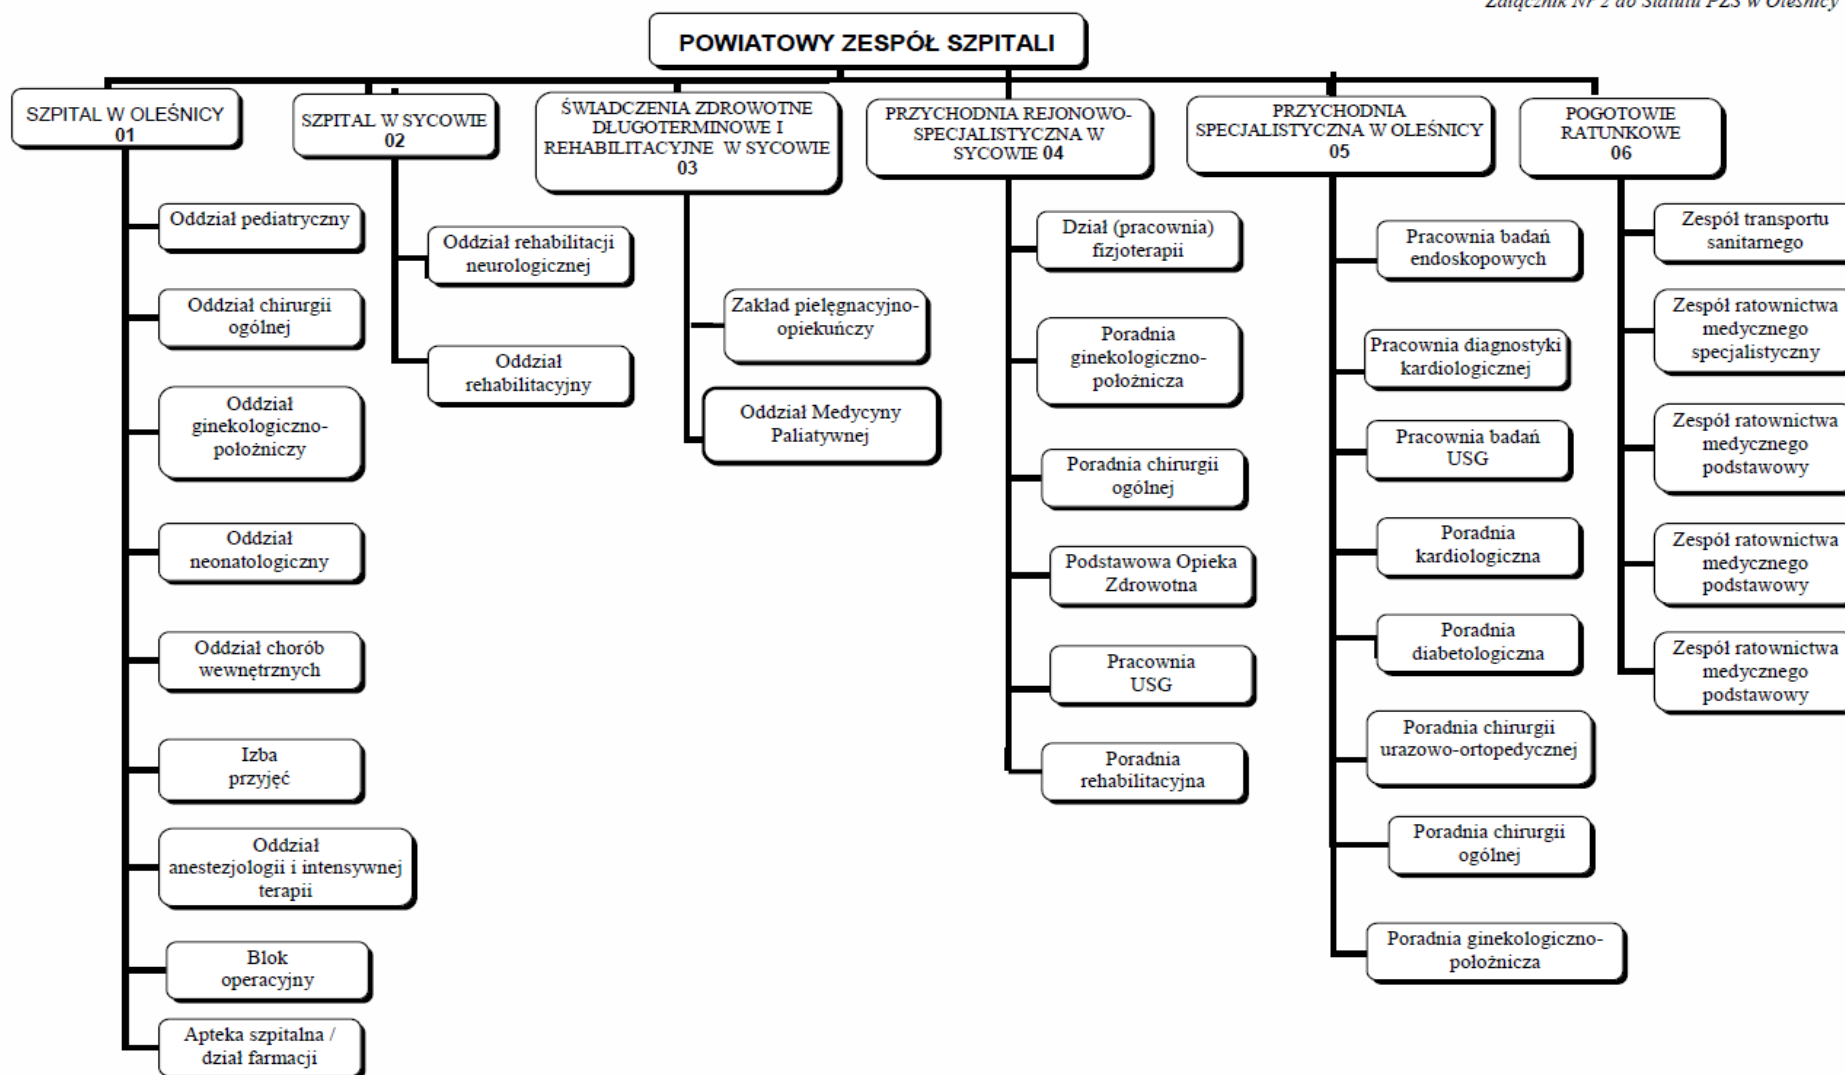 Załącznik Nr 2 do Statutu PZS w Oleśnicy
POWIATOWY ZESPÓŁ SZPITALI
SZPITAL W OLEŚNICY
01
Oddział pediatryczny
Oddział chirurgii
ogólnej
Oddział
ginekologiczno-
położniczy
Oddział
neonatologiczny
Oddział chorób
wewnętrznych
Izba
przyjęć
Oddział
anestezjologii i intensywnej
terapii
Blok
operacyjny
Apteka szpitalna /
dział farmacji
SZPITAL W SYCOWIE
02
Oddział rehabilitacji
neurologicznej
Oddział
rehabilitacyjny
ŚWIADCZENIA ZDROWOTNE
DŁUGOTERMINOWE I
REHABILITACYJNE W SYCOWIE
03
Zakład pielęgnacyjno-
opiekuńczy
Oddział Medycyny
Paliatywnej
PRZYCHODNIA REJONOWO-
SPECJALISTYCZNA W
SYCOWIE 04
Dział (pracownia)
fizjoterapii
Poradnia
ginekologiczno-
położnicza
Poradnia chirurgii
ogólnej
Podstawowa Opieka
Zdrowotna
Pracownia
USG
Poradnia
rehabilitacyjna
PRZYCHODNIA
SPECJALISTYCZNA W OLEŚNICY
05
Pracownia badań
endoskopowych
Pracownia diagnostyki
kardiologicznej
Pracownia badań
USG
Poradnia
kardiologiczna
Poradnia
diabetologiczna
Poradnia chirurgii
urazowo-ortopedycznej
Poradnia chirurgii
ogólnej
Poradnia ginekologiczno-
położnicza
POGOTOWIE
RATUNKOWE
06
Zespół transportu
sanitarnego
Zespół ratownictwa
medycznego
specjalistyczny
Zespół ratownictwa
medycznego
podstawowy
Zespół ratownictwa
medycznego
podstawowy
Zespół ratownictwa
medycznego
podstawowy